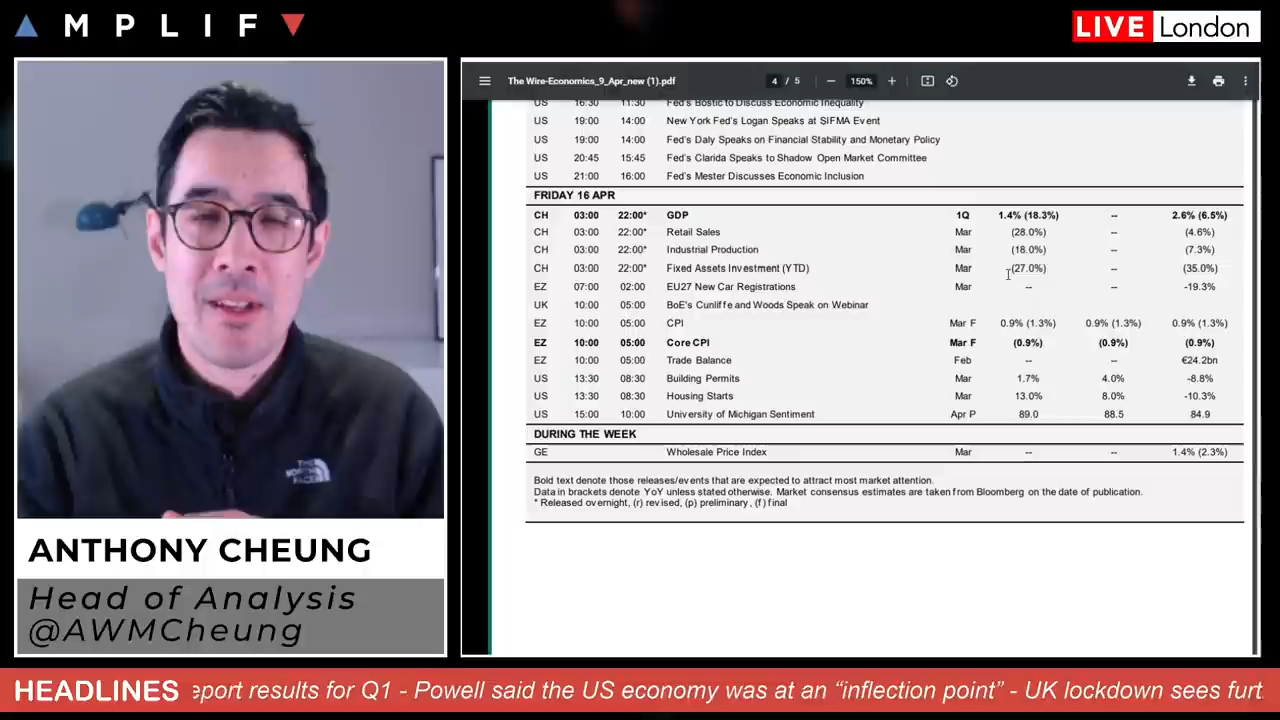 ▲ M P L I F ▼
LIVE London
The Wire-Economics_9_Apr_new (1).pdf 4 / 5 150%
US 16:30 11:30 Fed's Bostic to Discuss Economic Inequality
US 19:00 14:00 New York Fed's Logan Speaks at SIFMA Event
US 19:00 14:00 Fed's Daly Speaks on Financial Stability and Monetary Policy
US 20:45 15:45 Fed's Clarida Speaks to Shadow Open Market Committee
US 21:00 16:00 Fed's Mester Discusses Economic Inclusion
FRIDAY 16 APR
CH 03:00 22:00* GDP 1Q 1.4% (18.3%) -- 2.6% (6.5%)
CH 03:00 22:00* Retail Sales Mar (28.0%) -- (4.6%)
CH 03:00 22:00* Industrial Production Mar (18.0%) -- (7.3%)
CH 03:00 22:00* Fixed Assets Investment (YTD) Mar (27.0%) -- (35.0%)
EZ 07:00 02:00 EU27 New Car Registrations Mar -- -- -19.3%
UK 10:00 05:00 BoE's Cunliffe and Woods Speak on Webinar
EZ 10:00 05:00 CPI Mar F 0.9% (1.3%) 0.9% (1.3%) 0.9% (1.3%)
EZ 10:00 05:00 Core CPI Mar F (0.9%) (0.9%) (0.9%)
EZ 10:00 05:00 Trade Balance Feb -- -- €24.2bn
US 13:30 08:30 Building Permits Mar 1.7% 4.0% -8.8%
US 13:30 08:30 Housing Starts Mar 13.0% 8.0% -10.3%
US 15:00 10:00 University of Michigan Sentiment Apr P 89.0 88.5 84.9
DURING THE WEEK
GE Wholesale Price Index Mar -- -- 1.4% (2.3%)
Bold text denote those releases/events that are expected to attract most market attention.
Data in brackets denote YoY unless stated otherwise. Market consensus estimates are taken from Bloomberg on the date of publication.
* Released overnight, (r) revised, (p) preliminary, (f) final
THE NORTH FACE
ANTHONY CHEUNG
Head of Analysis
@AWMCheung
HEADLINES eport results for Q1 - Powell said the US economy was at an “inflection point” - UK lockdown sees furt